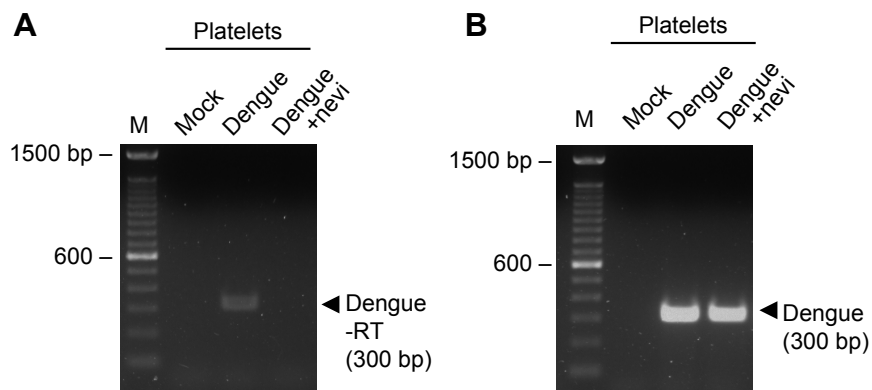 A
Platelets
M
Mock
Dengue
Dengue
+nevi
1500 bp –
600 –
Dengue
-RT
(300 bp)
B
Platelets
M
Mock
Dengue
Dengue
+nevi
1500 bp –
600 –
Dengue
(300 bp)